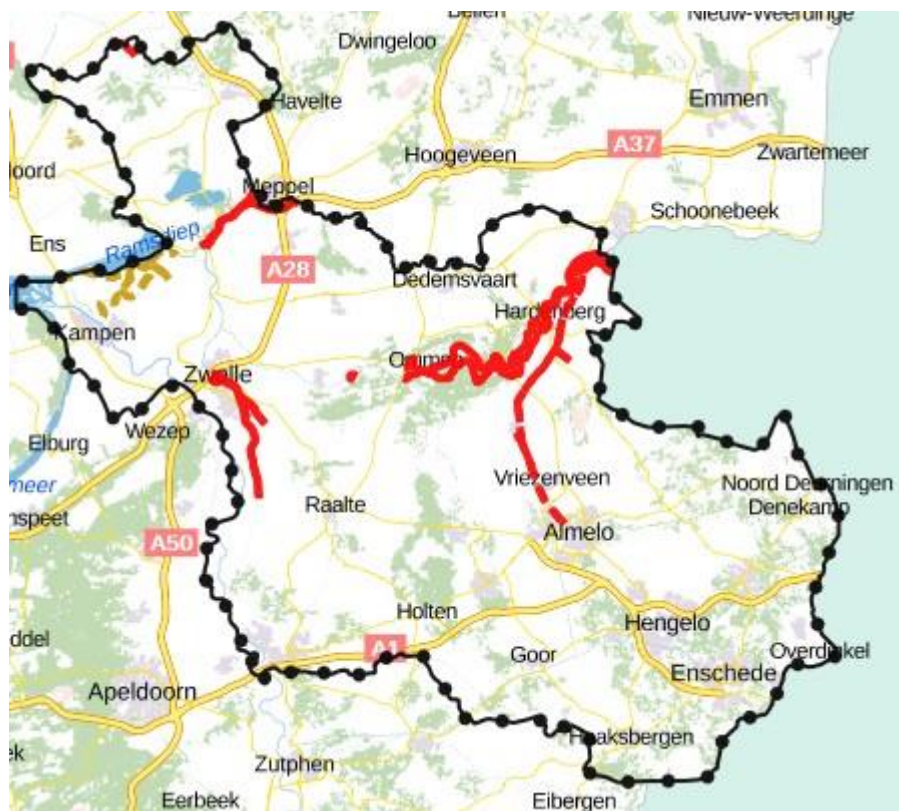 Beilen
Nieuw-Weerdinge
Dwingeloo
Havelte
Emmen
A37
Hoogeveen
Zwartemeer
Meppel
Schoonebeek
Ens
Ramsdiep
A28
Dedemsvaart
Hardenberg
Kampen
Zwolle
Elburg
Wezep
meer
Vriezenveen
Noord Deurningen
Denekamp
nspeet
Raalte
A50
Almelo
Holten
Hengelo
ddel
A1
Goor
Overdinkel
Enschede
Apeldoorn
Haaksbergen
Zutphen
Eerbeek
Eibergen